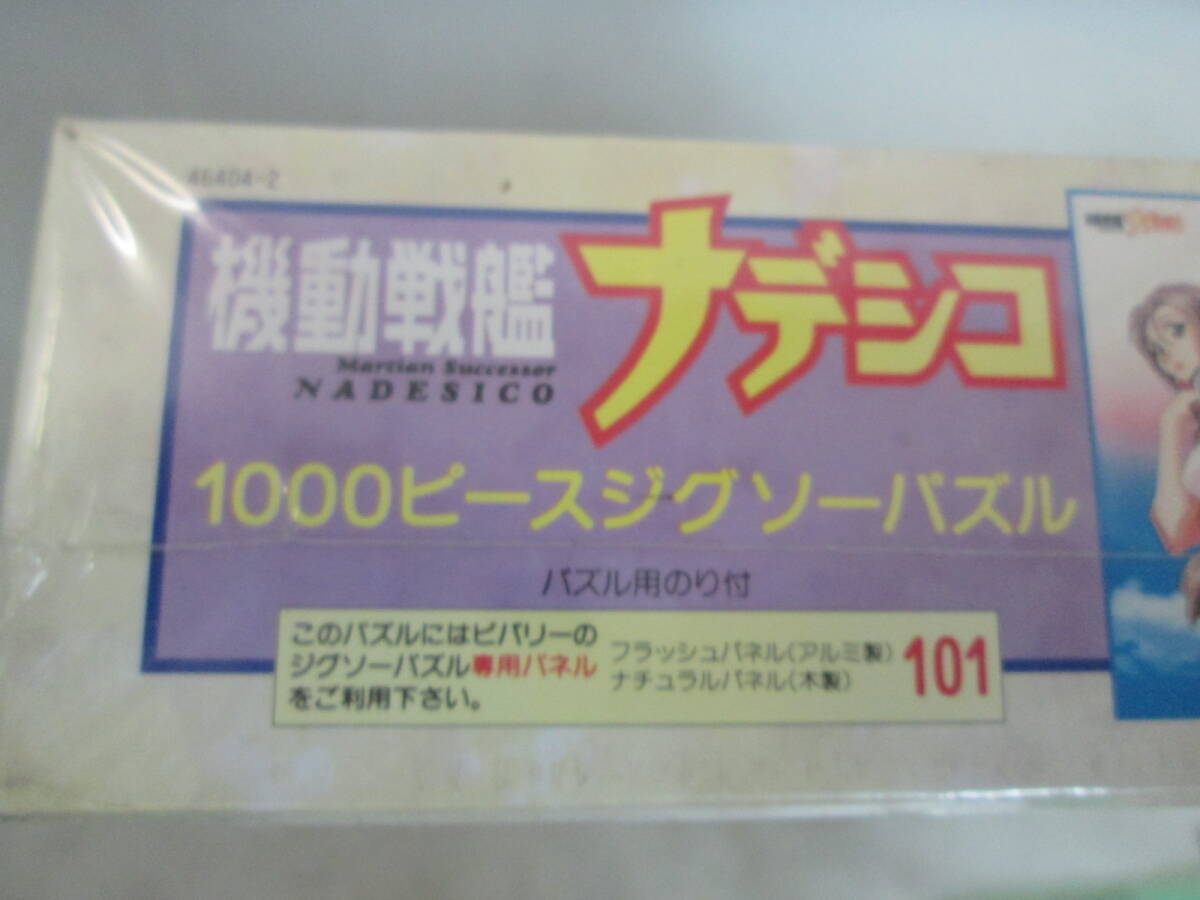 46404-2
機動戦艦 ナデシコ
Martian Successor
NADESICO
1000ピースジグソーパズル
パズル用のり付
このパズルにはビバリーの
ジグソーパズル専用パネル
をご利用下さい。
フラッシュパネル(アルミ製)
ナチュラルパネル(木製)
101